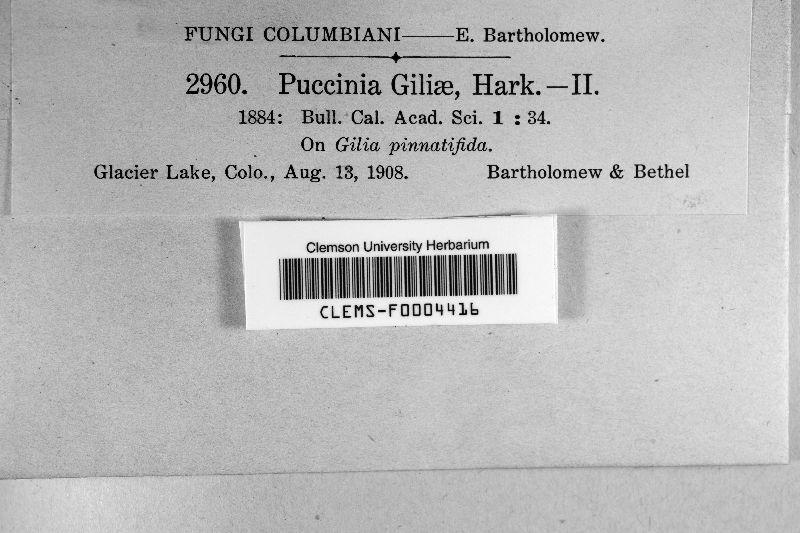 FUNGI COLUMBIANI——E. Bartholomew.
2960. Puccinia Giliæ, Hark.—II.
1884: Bull. Cal. Acad. Sci. 1 : 34.
On Gilia pinnatifida.
Glacier Lake, Colo., Aug. 13, 1908. Bartholomew & Bethel
Clemson University Herbarium
CLEMS-F0004416